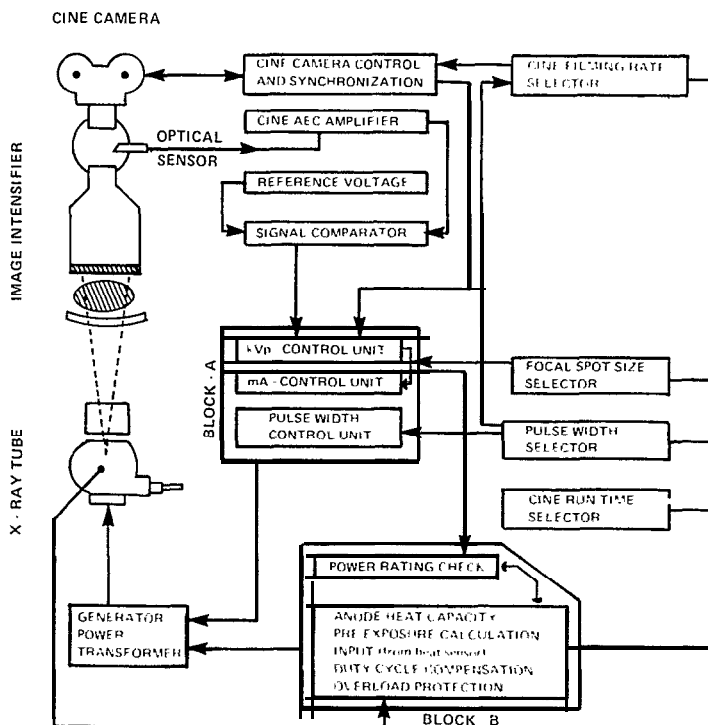 CINE CAMERA
CINE CAMERA CONTROL
AND SYNCHRONIZATION
CINE FILMING RATE
SELECTOR
CINE AEC AMPLIFIER
OPTICAL
SENSOR
REFERENCE VOLTAGE
SIGNAL COMPARATOR
IMAGE INTENSIFIER
kVp - CONTROL UNIT
mA - CONTROL UNIT
PULSE WIDTH
CONTROL UNIT
BLOCK - A
FOCAL SPOT SIZE
SELECTOR
PULSE WIDTH
SELECTOR
CINE RUN TIME
SELECTOR
X - RAY TUBE
POWER RATING CHECK
GENERATOR
POWER
TRANSFORMER
ANODE HEAT CAPACITY
PRE EXPOSURE CALCULATION
INPUT (from heat sensor)
DUTY CYCLE COMPENSATION
OVERLOAD PROTECTION
BLOCK B